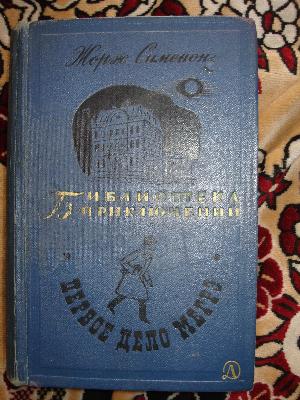 Жорж Сименон
БИБЛИОТЕКА
ПРИКЛЮЧЕНИЙ
ПЕРВОЕ ДЕЛО МЕГРЭ
Д